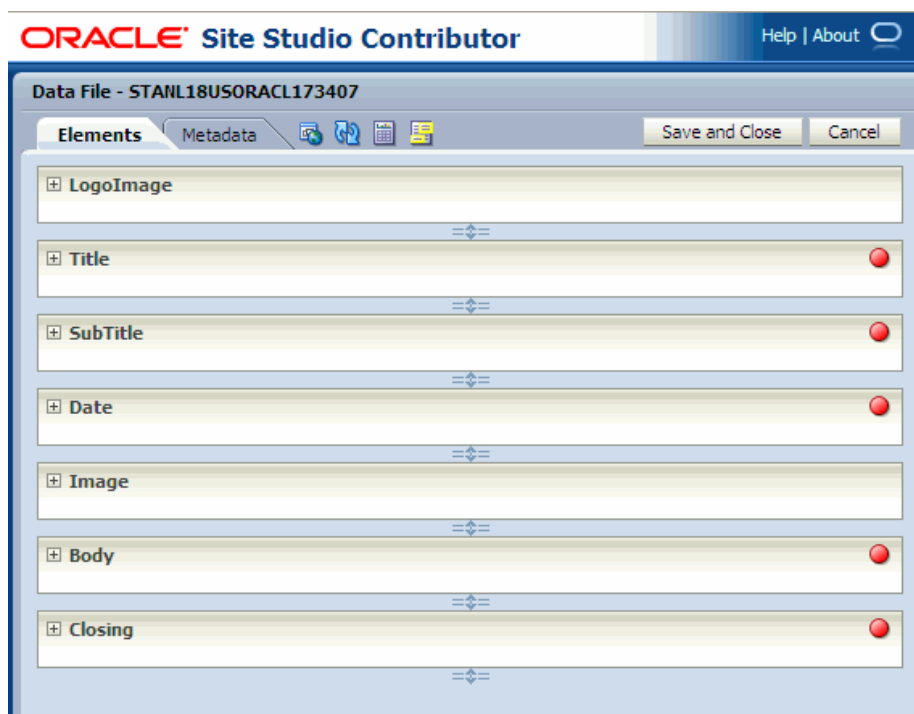 ORACLE Site Studio Contributor
Help | About
Data File - STANL18USORACL173407
Elements Metadata Save and Close Cancel
LogoImage
Title
SubTitle
Date
Image
Body
Closing